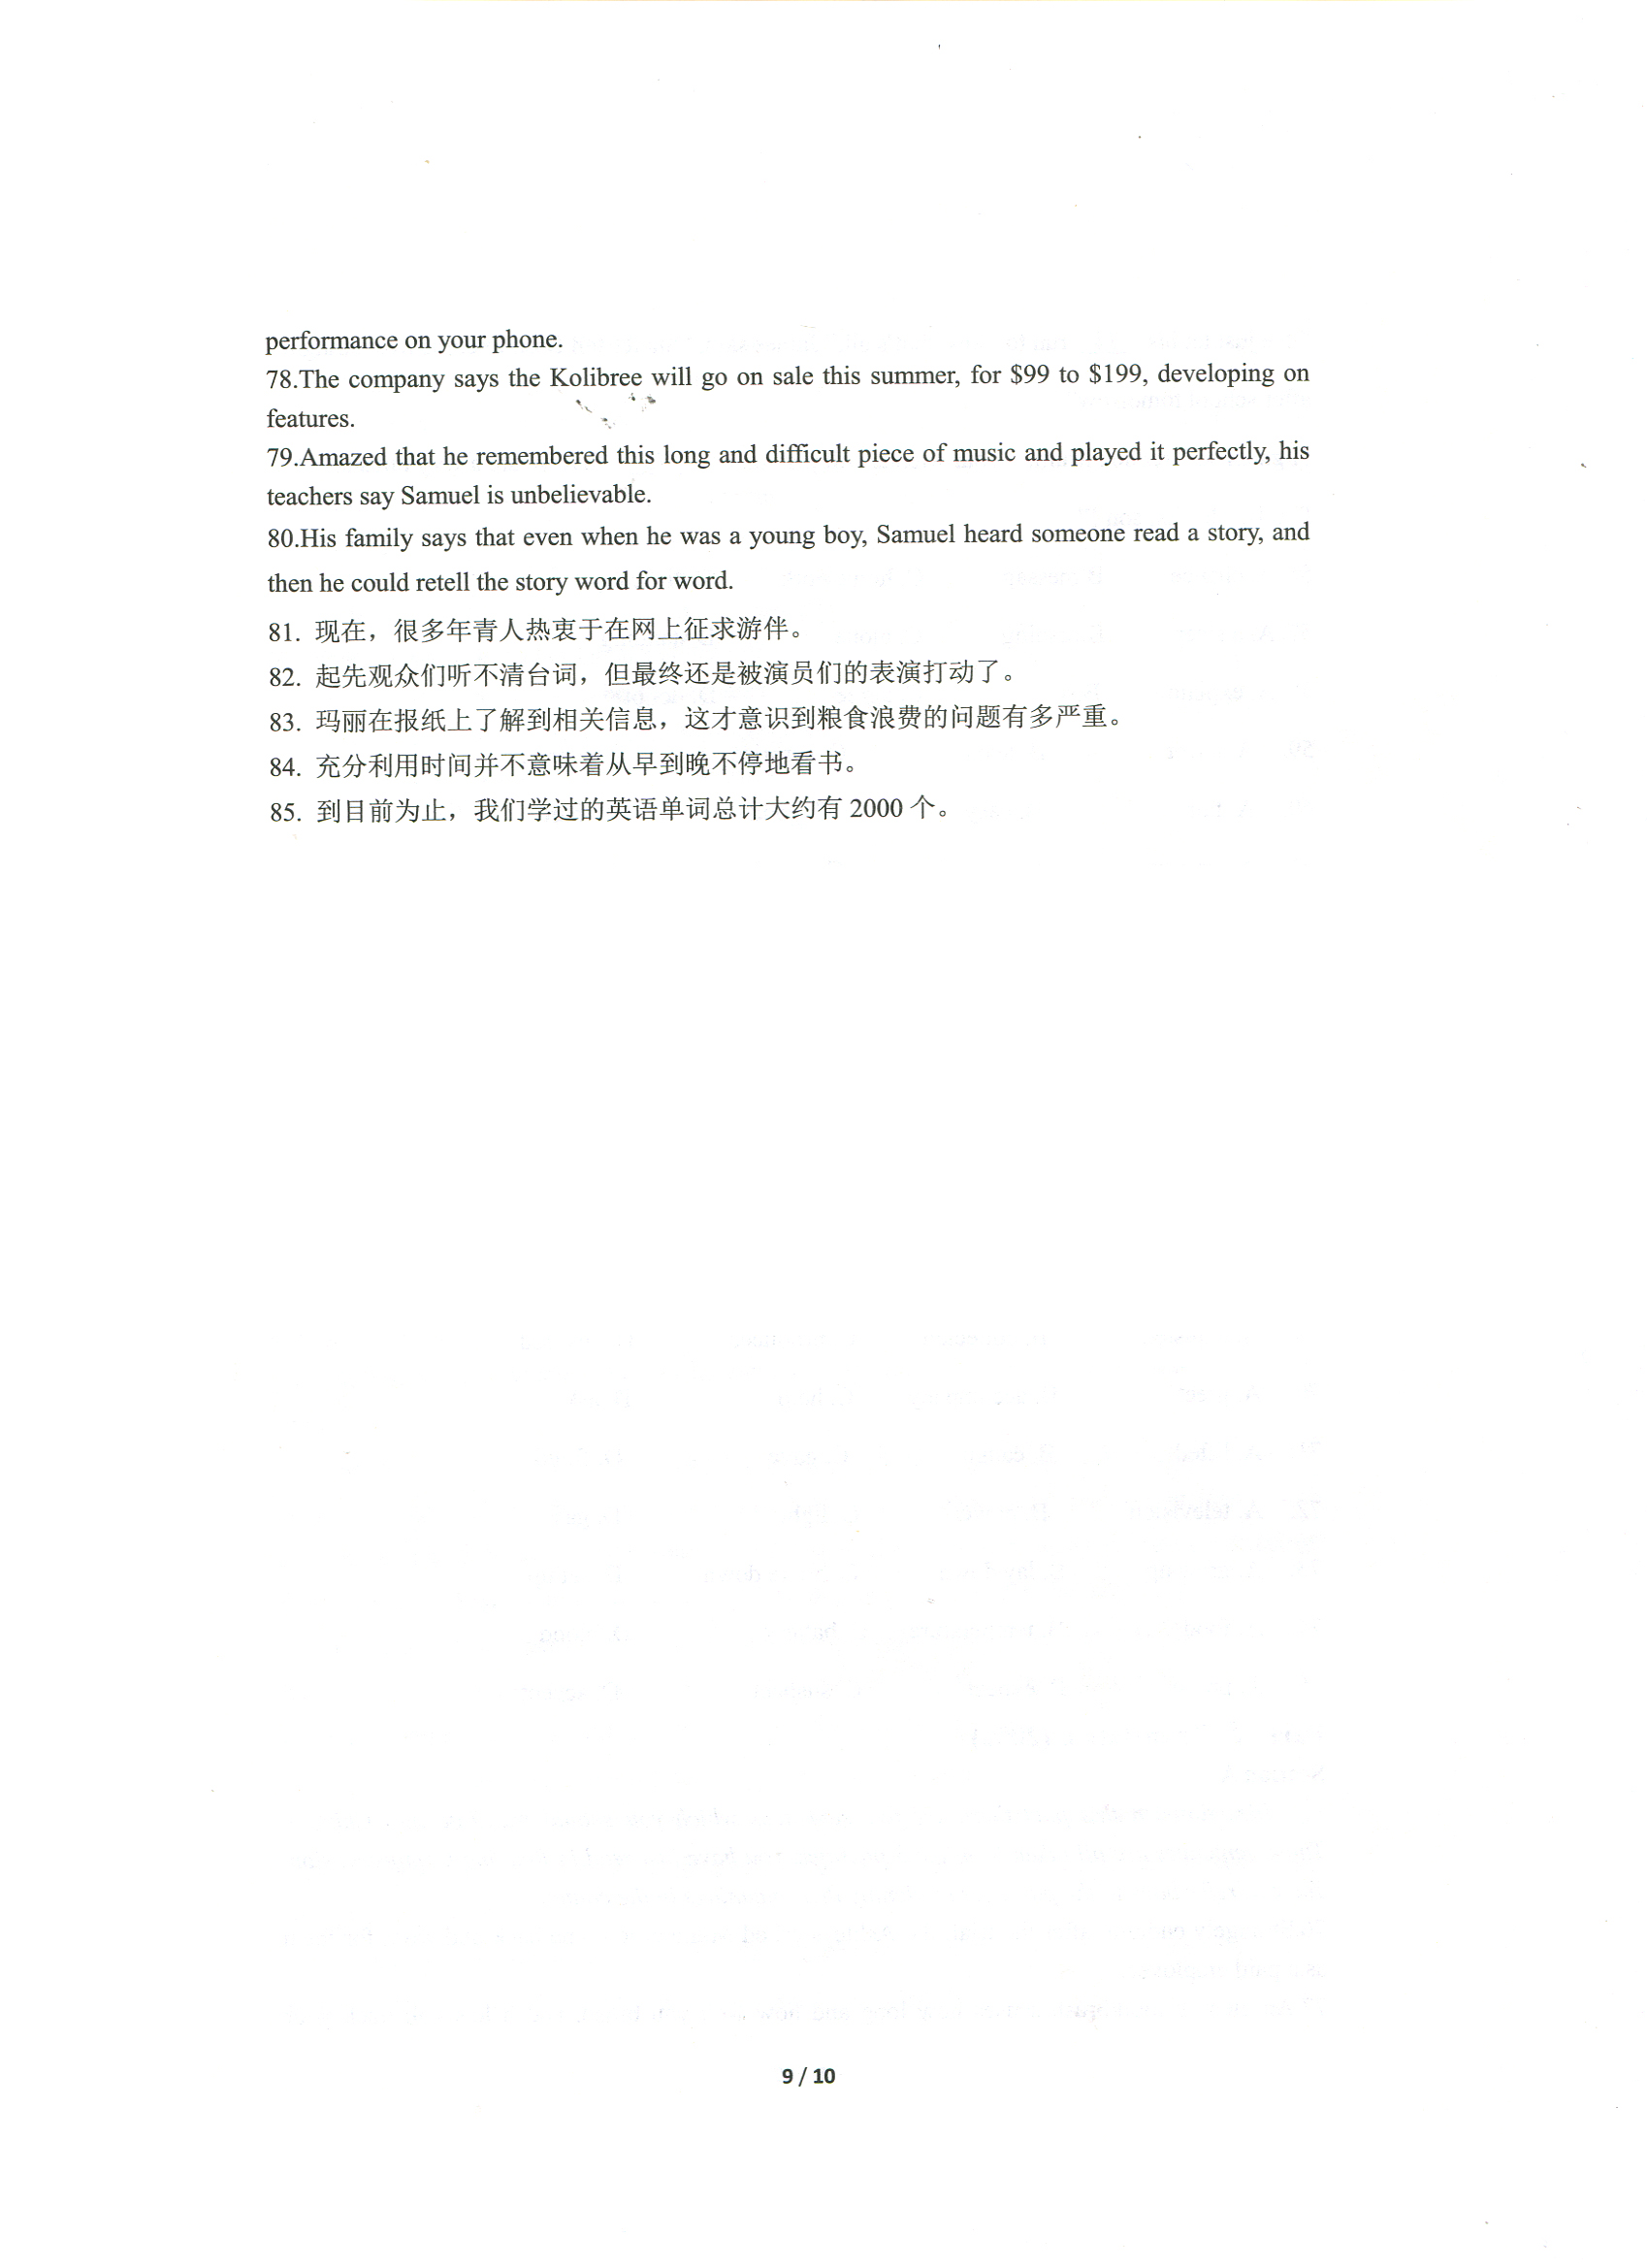 performance on your phone.
78.The company says the Kolibree will go on sale this summer, for $99 to $199, developing on
features.
79.Amazed that he remembered this long and difficult piece of music and played it perfectly, his
teachers say Samuel is unbelievable.
80.His family says that even when he was a young boy, Samuel heard someone read a story, and
then he could retell the story word for word.
81. 现在，很多年青人热衷于在网上征求游伴。
82. 起先观众们听不清台词，但最终还是被演员们的表演打动了。
83. 玛丽在报纸上了解到相关信息，这才意识到粮食浪费的问题有多严重。
84. 充分利用时间并不意味着从早到晚不停地看书。
85. 到目前为止，我们学过的英语单词总计大约有 2000 个。
9 / 10